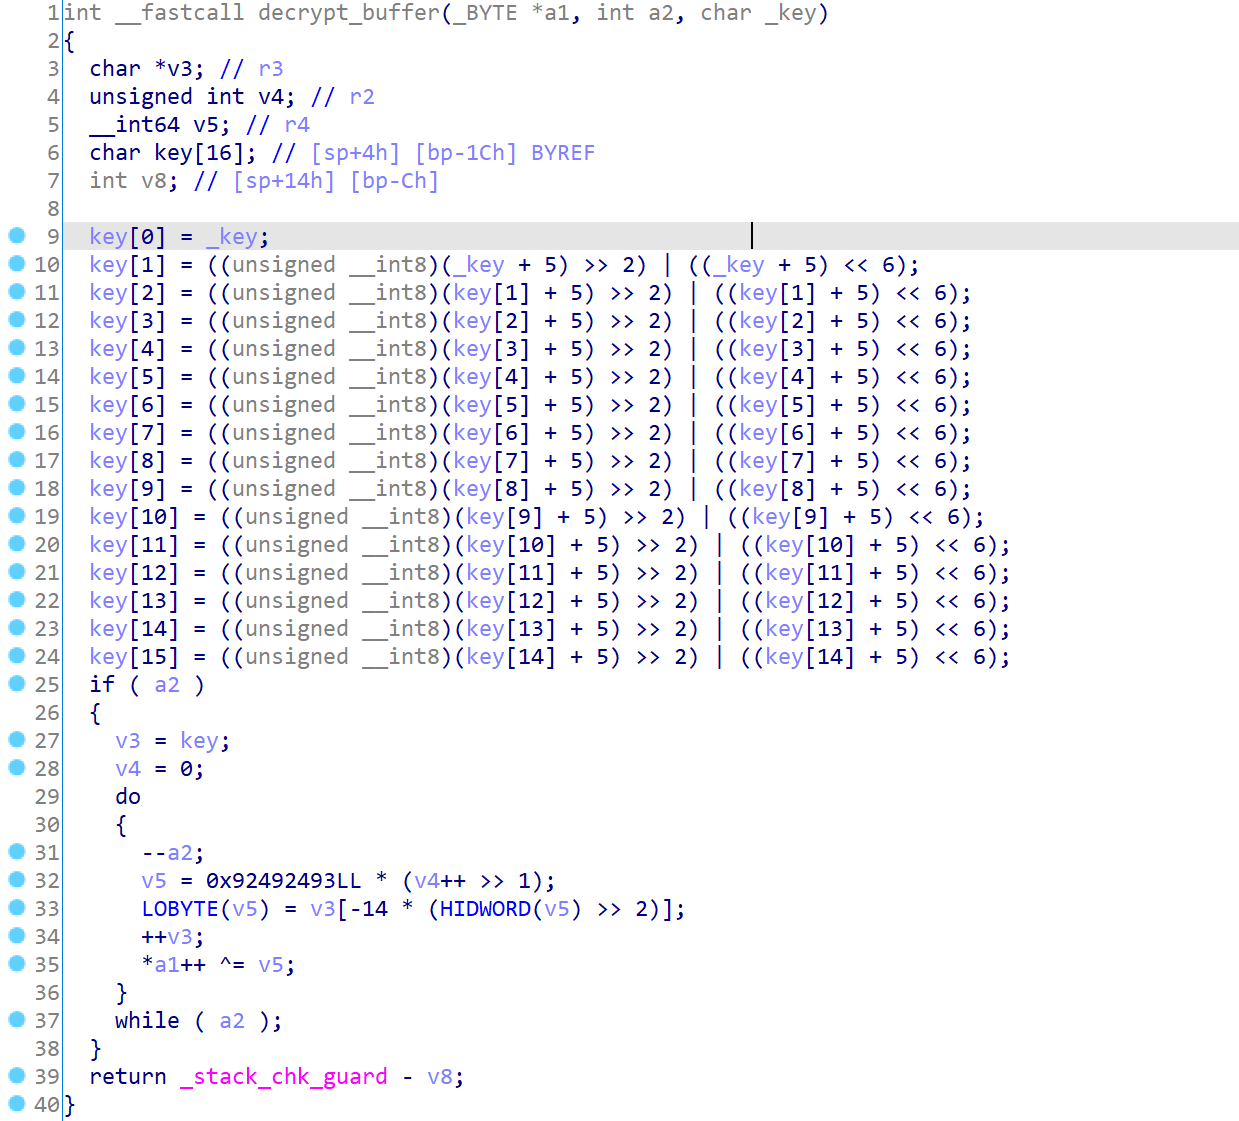 1 int __fastcall decrypt_buffer(_BYTE *a1, int a2, char _key)
2 {
3   char *v3; // r3
4   unsigned int v4; // r2
5   __int64 v5; // r4
6   char key[16]; // [sp+4h] [bp-1Ch] BYREF
7   int v8; // [sp+14h] [bp-Ch]
8
9   key[0] = _key;
10   key[1] = ((unsigned __int8)(_key + 5) >> 2) | ((_key + 5) << 6);
11   key[2] = ((unsigned __int8)(key[1] + 5) >> 2) | ((key[1] + 5) << 6);
12   key[3] = ((unsigned __int8)(key[2] + 5) >> 2) | ((key[2] + 5) << 6);
13   key[4] = ((unsigned __int8)(key[3] + 5) >> 2) | ((key[3] + 5) << 6);
14   key[5] = ((unsigned __int8)(key[4] + 5) >> 2) | ((key[4] + 5) << 6);
15   key[6] = ((unsigned __int8)(key[5] + 5) >> 2) | ((key[5] + 5) << 6);
16   key[7] = ((unsigned __int8)(key[6] + 5) >> 2) | ((key[6] + 5) << 6);
17   key[8] = ((unsigned __int8)(key[7] + 5) >> 2) | ((key[7] + 5) << 6);
18   key[9] = ((unsigned __int8)(key[8] + 5) >> 2) | ((key[8] + 5) << 6);
19   key[10] = ((unsigned __int8)(key[9] + 5) >> 2) | ((key[9] + 5) << 6);
20   key[11] = ((unsigned __int8)(key[10] + 5) >> 2) | ((key[10] + 5) << 6);
21   key[12] = ((unsigned __int8)(key[11] + 5) >> 2) | ((key[11] + 5) << 6);
22   key[13] = ((unsigned __int8)(key[12] + 5) >> 2) | ((key[12] + 5) << 6);
23   key[14] = ((unsigned __int8)(key[13] + 5) >> 2) | ((key[13] + 5) << 6);
24   key[15] = ((unsigned __int8)(key[14] + 5) >> 2) | ((key[14] + 5) << 6);
25   if ( a2 )
26   {
27     v3 = key;
28     v4 = 0;
29     do
30     {
31       --a2;
32       v5 = 0x92492493LL * (v4++ >> 1);
33       LOBYTE(v5) = v3[-14 * (HIDWORD(v5) >> 2)];
34       ++v3;
35       *a1++ ^= v5;
36     }
37     while ( a2 );
38   }
39   return _stack_chk_guard - v8;
40 }